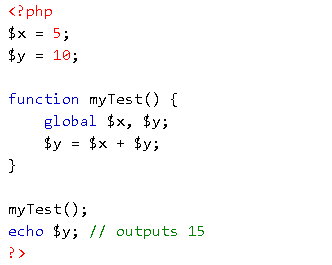 <?php
$x = 5;
$y = 10;

function myTest() {
    global $x, $y;
    $y = $x + $y;
}

myTest();
echo $y; // outputs 15
?>